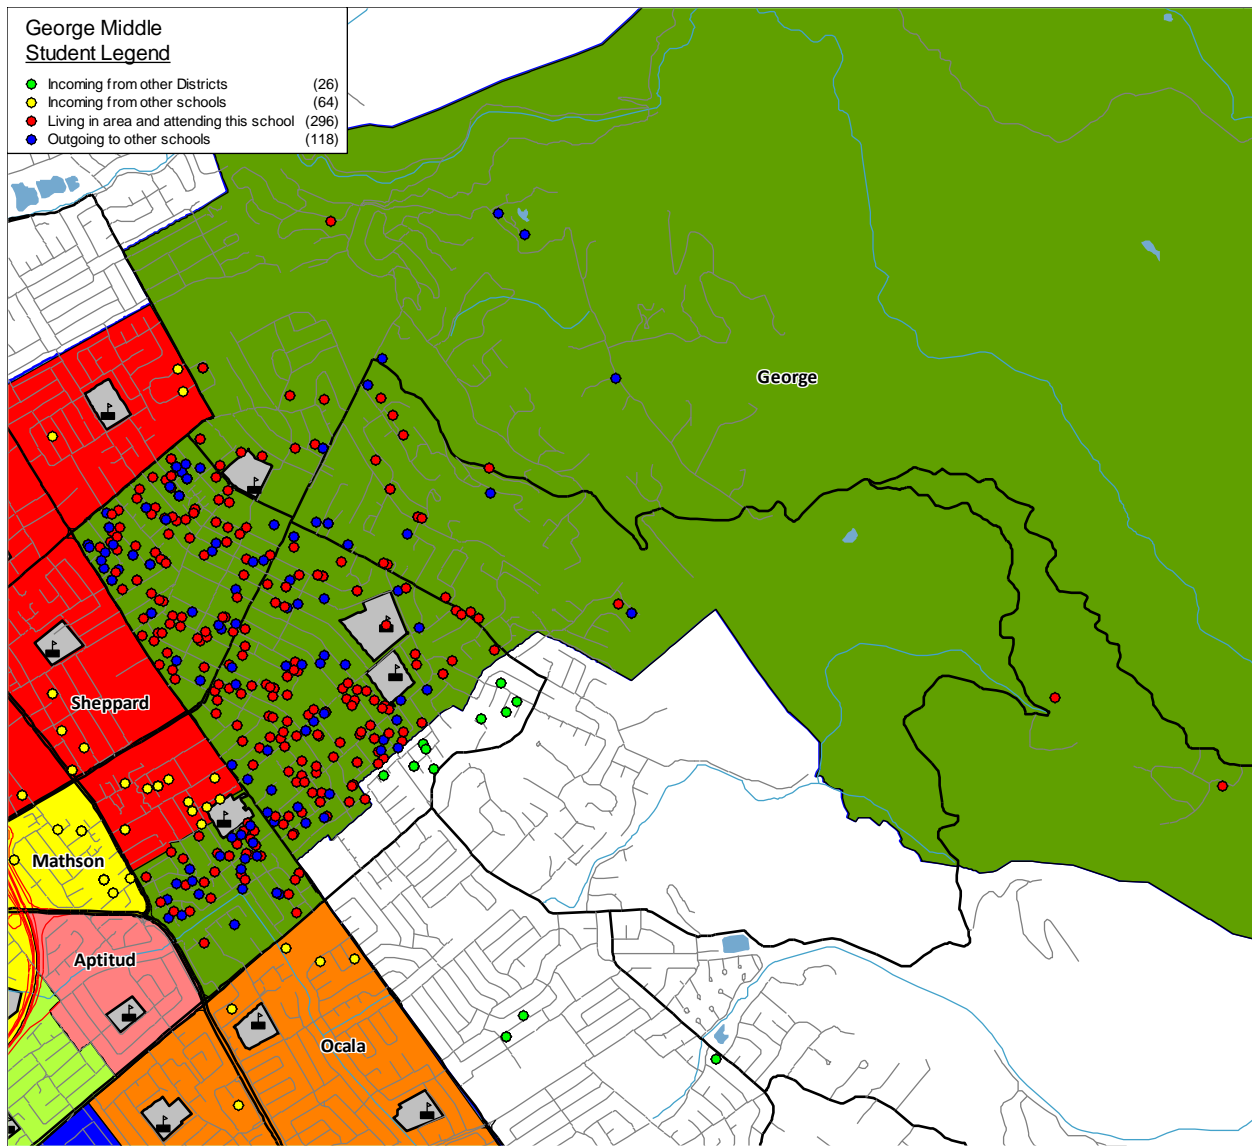 George Middle
Student Legend
Incoming from other Districts (26)
Incoming from other schools (64)
Living in area and attending this school (296)
Outgoing to other schools (118)
George
Sheppard
Mathson
Aptitud
Ocala